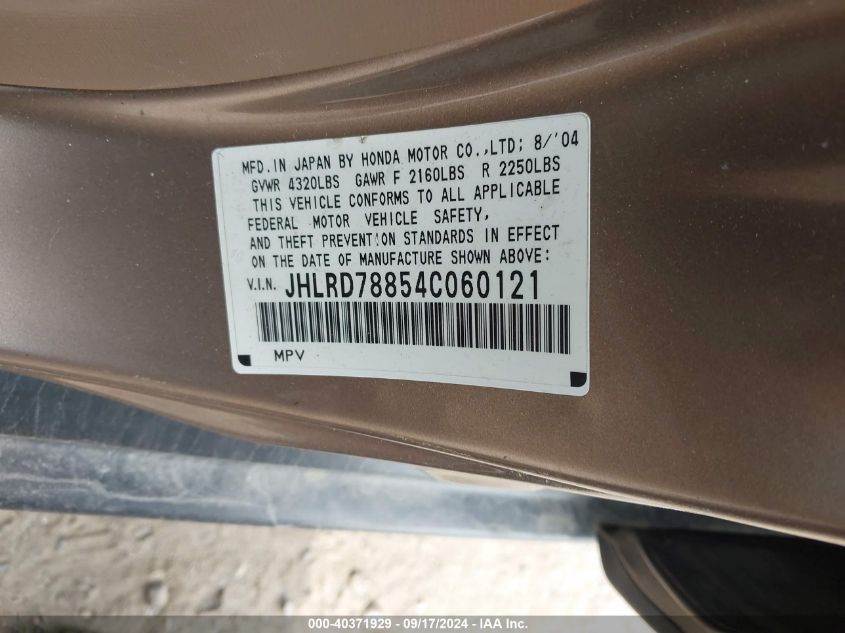 MFD.IN JAPAN BY HONDA MOTOR CO.,LTD; 8/'04
GVWR 4320LBS GAWR F 2160LBS R 2250LBS
THIS VEHICLE CONFORMS TO ALL APPLICABLE
FEDERAL MOTOR VEHICLE SAFETY,
AND THEFT PREVENTION STANDARDS IN EFFECT
ON THE DATE OF MANUFACTURE SHOWN ABOVE:
V.I.N. JHLRD78854C060121
MPV
000-40371929 - 09/17/2024 - IAA Inc.